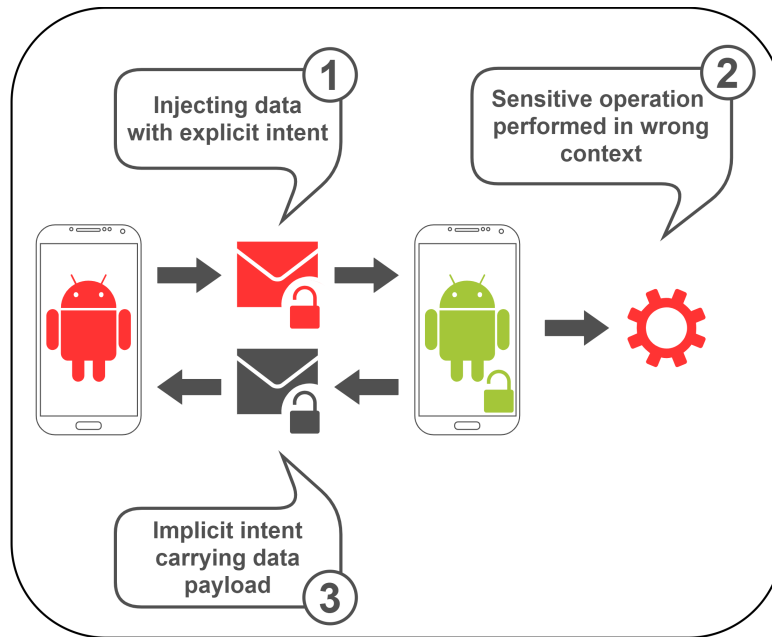 1
Injecting data
with explicit intent
2
Sensitive operation
performed in wrong
context
Implicit intent
carrying data
payload
3